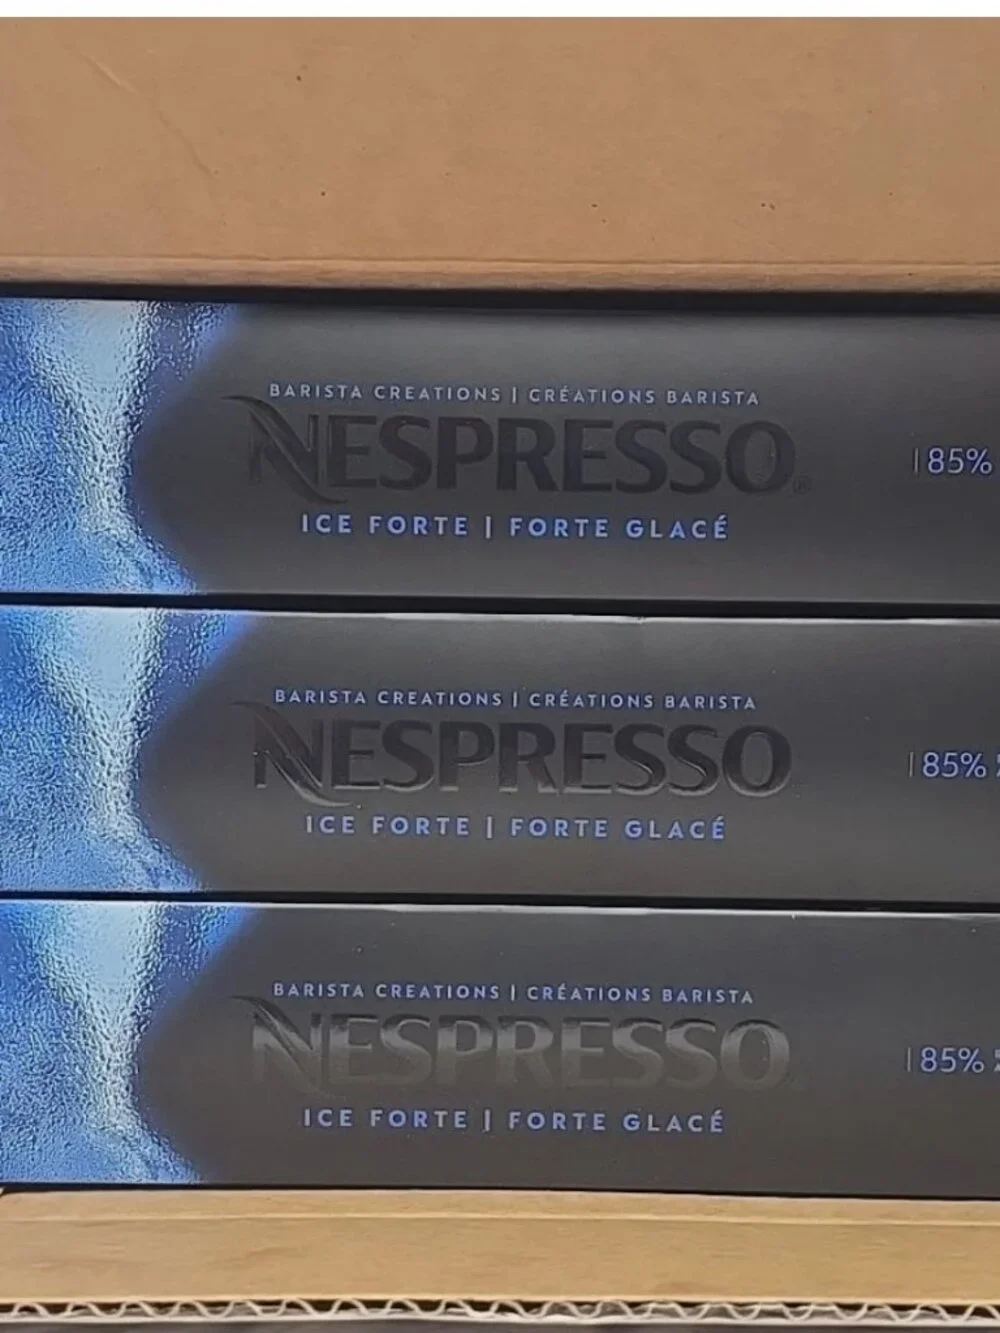 BARISTA CREATIONS | CRÉATIONS BARISTA
NESPRESSO®
ICE FORTE | FORTE GLACÉ
| 85%
BARISTA CREATIONS | CRÉATIONS BARISTA
NESPRESSO
ICE FORTE | FORTE GLACÉ
| 85%
BARISTA CREATIONS | CRÉATIONS BARISTA
NESPRESSO
ICE FORTE | FORTE GLACÉ
| 85%